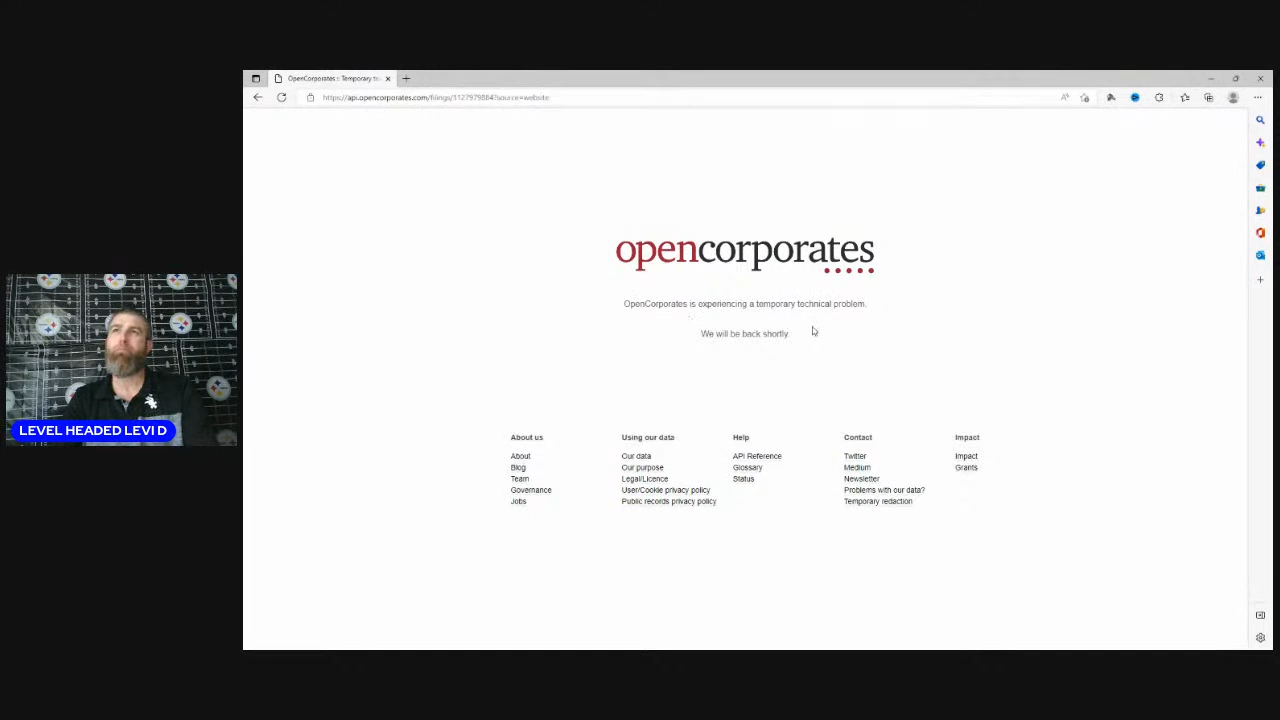 OpenCorporates :: Temporary te
https://api.opencorporates.com/filings/1127979884?source=website
opencorporates
OpenCorporates is experiencing a temporary technical problem.
We will be back shortly.
LEVEL HEADED LEVI D
About us
About
Blog
Team
Governance
Jobs
Using our data
Our data
Our purpose
Legal/Licence
User/Cookie privacy policy
Public records privacy policy
Help
API Reference
Glossary
Status
Contact
Twitter
Medium
Newsletter
Problems with our data?
Temporary redaction
Impact
Impact
Grants